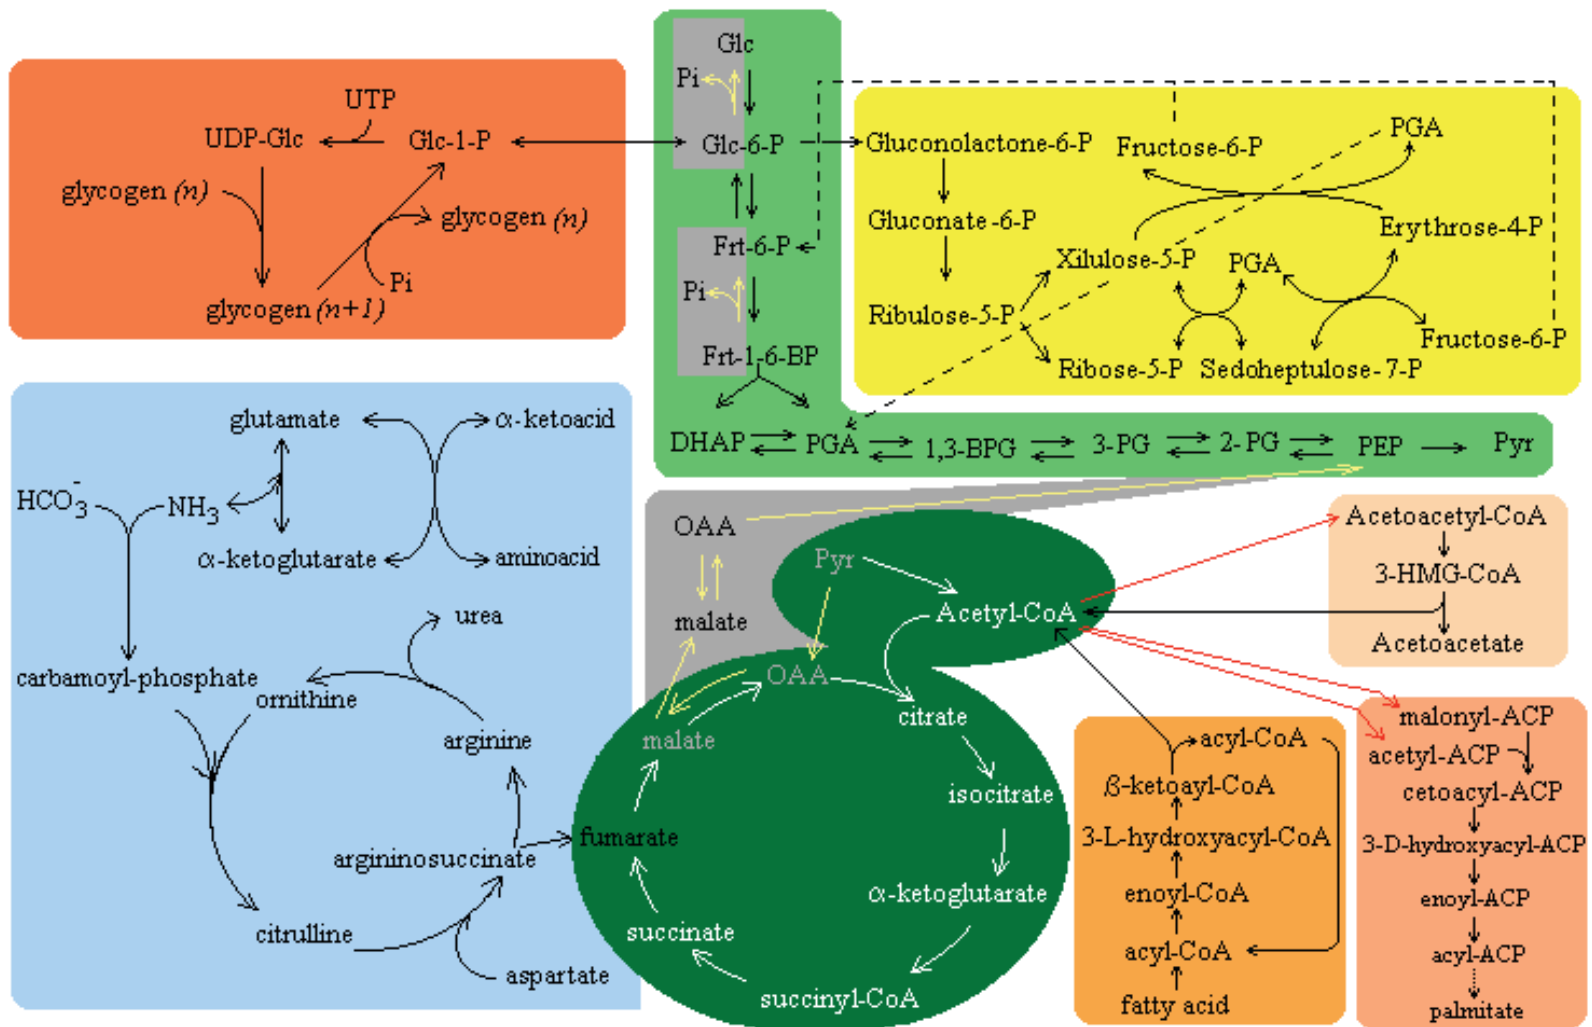 UTP
UDP-Glc
Glc-1-P
glycogen (n)
glycogen (n)
Pi
glycogen (n+1)
Glc
Pi
Glc-6-P
Frt-6-P
Pi
Frt-1,6-BP
DHAP
PGA
1,3-BPG
3-PG
2-PG
PEP
Pyr
Gluconolactone-6-P
Fructose-6-P
PGA
Gluconate-6-P
Erythrose-4-P
Xilulose-5-P
PGA
Ribulose-5-P
Fructose-6-P
Ribose-5-P
Sedoheptulose-7-P
glutamate
α-ketoacid
HCO3-
NH3
α-ketoglutarate
aminoacid
urea
carbamoyl-phosphate
ornithine
arginine
argininosuccinate
citrulline
aspartate
OAA
malate
Pyr
Acetyl-CoA
OAA
citrate
malate
isocitrate
fumarate
α-ketoglutarate
succinate
succinyl-CoA
Acetoacetyl-CoA
3-HMG-CoA
Acetoacetate
acyl-CoA
ß-ketoayl-CoA
3-L-hydroxyacyl-CoA
enoyl-CoA
acyl-CoA
fatty acid
malonyl-ACP
acetyl-ACP
cetoacyl-ACP
3-D-hydroxyacyl-ACP
enoyl-ACP
acyl-ACP
palmitate